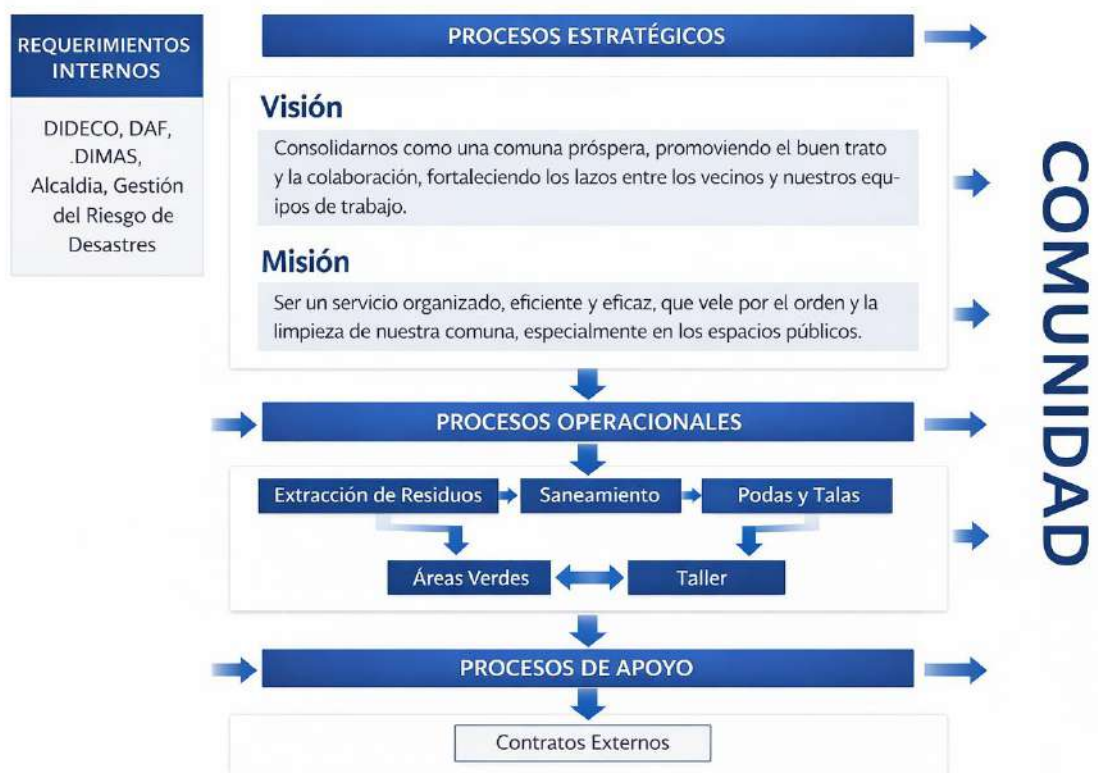 REQUERIMIENTOS
INTERNOS
DIDECO, DAF,
.DIMAS,
Alcaldia, Gestión
del Riesgo de
Desastres
PROCESOS ESTRATÉGICOS
Visión
Consolidarnos como una comuna próspera, promoviendo el buen trato
y la colaboración, fortaleciendo los lazos entre los vecinos y nuestros equ-
ipos de trabajo.
Misión
Ser un servicio organizado, eficiente y eficaz, que vele por el orden y la
limpieza de nuestra comuna, especialmente en los espacios públicos.
PROCESOS OPERACIONALES
Extracción de Residuos
Saneamiento
Podas y Talas
Áreas Verdes
Taller
PROCESOS DE APOYO
Contratos Externos
COMUNIDAD